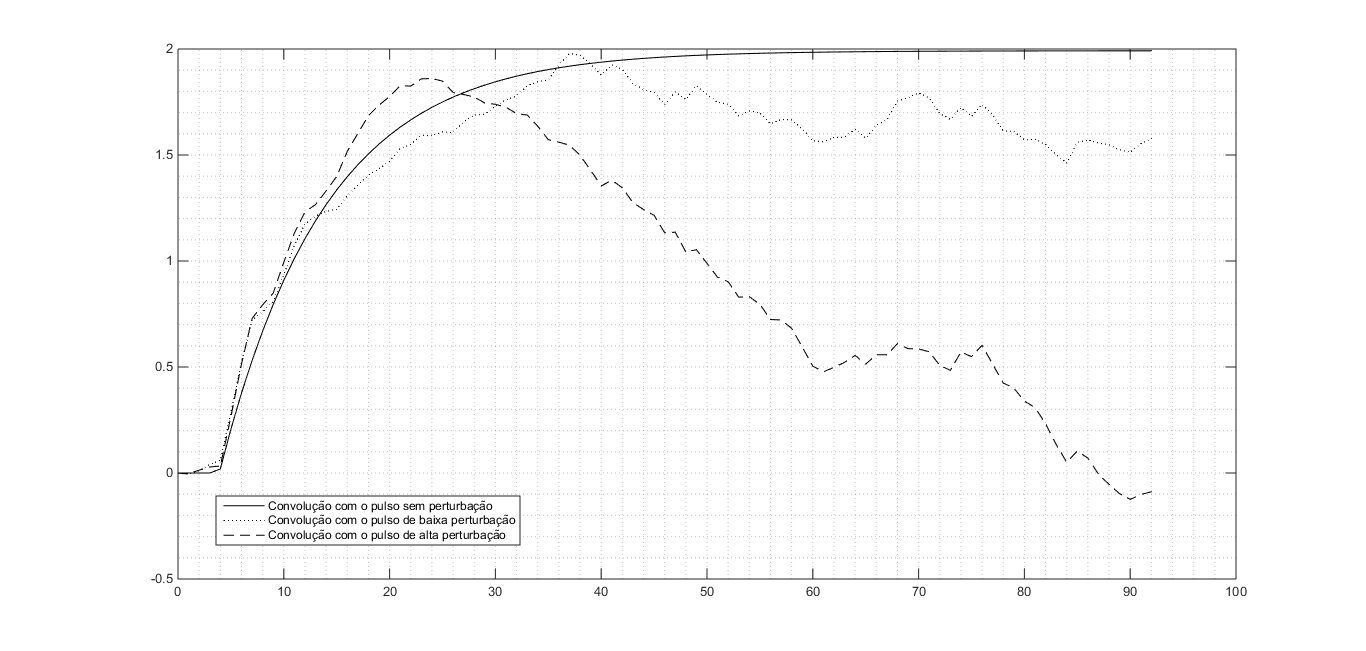 2
1.5
1
0.5
0
-0.5
Convolução com o pulso sem perturbação
Convolução com o pulso de baixa perturbação
Convolução com o pulso de alta perturbação
0 10 20 30 40 50 60 70 80 90 100